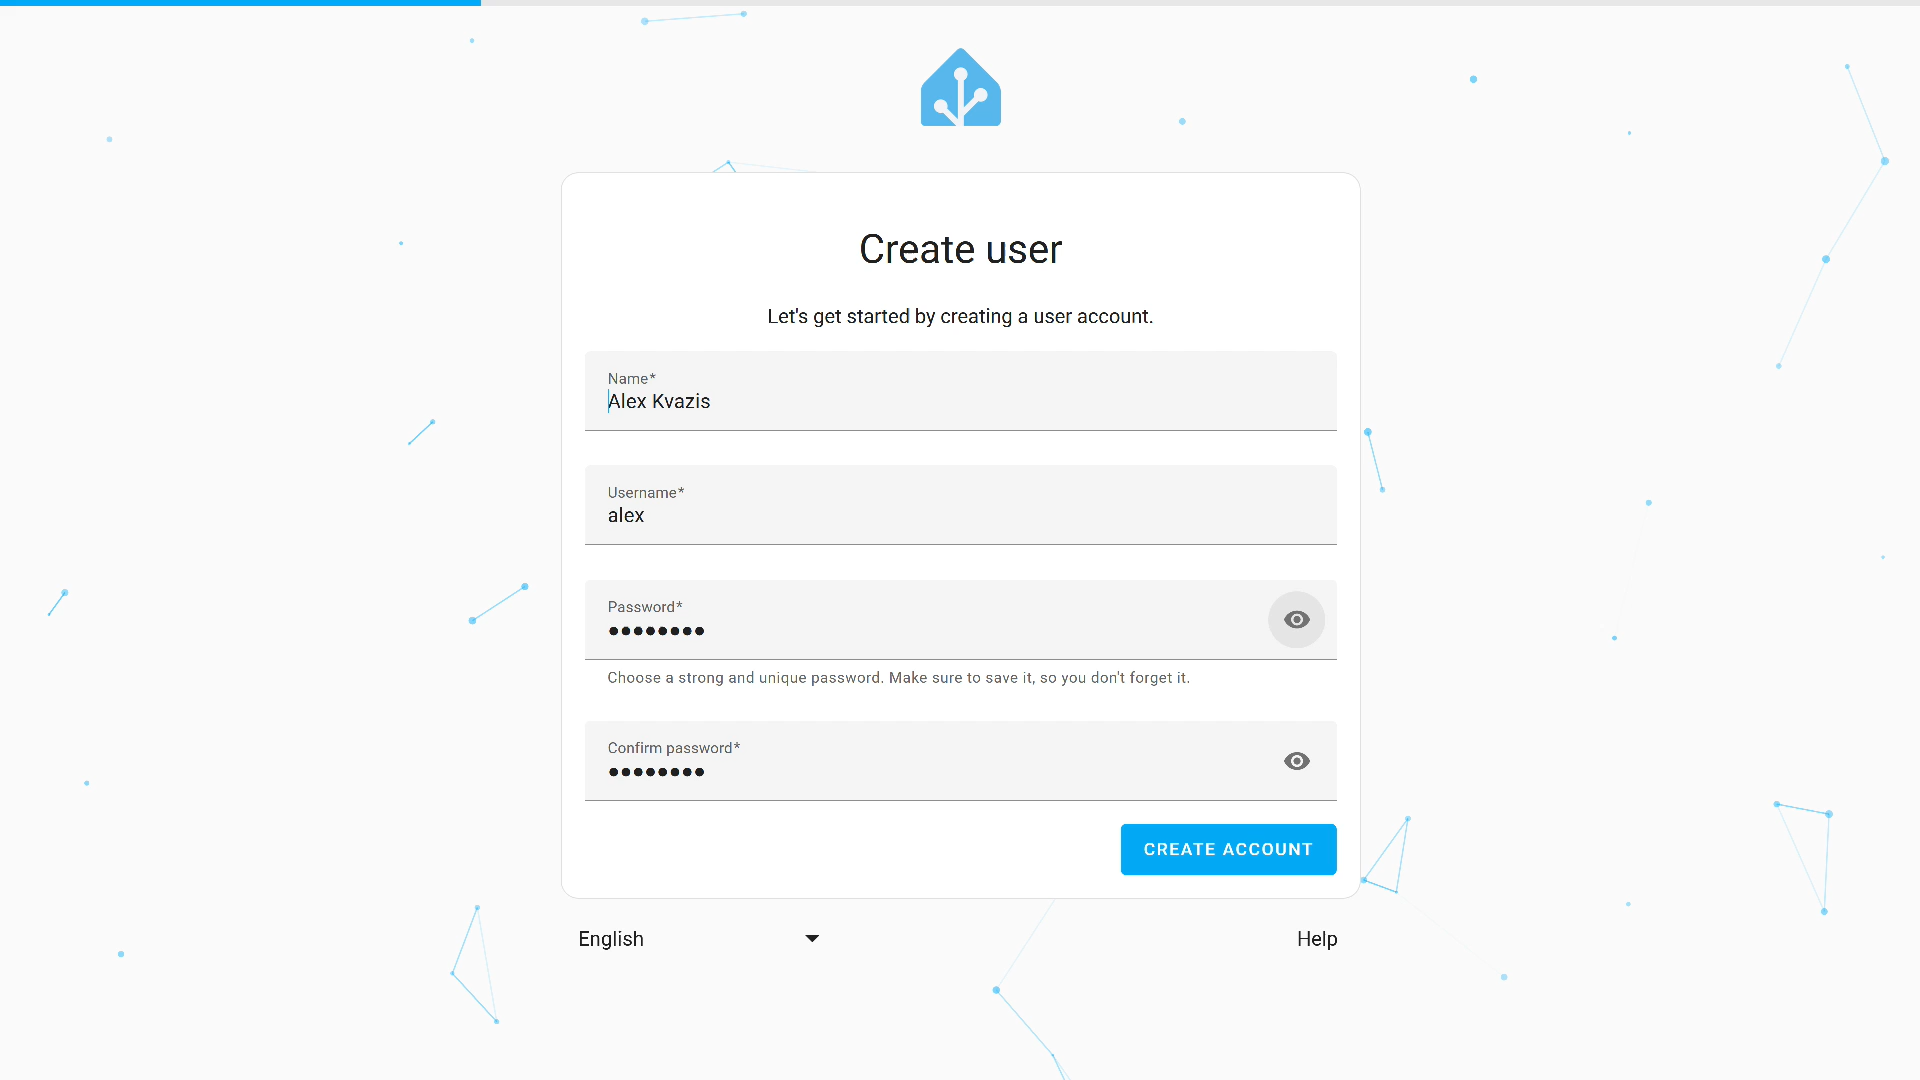 Create user
Let's get started by creating a user account.
Name*
Alex Kvazis
Username*
alex
Password*
••••••••
Choose a strong and unique password. Make sure to save it, so you don't forget it.
Confirm password*
••••••••
CREATE ACCOUNT
English
Help